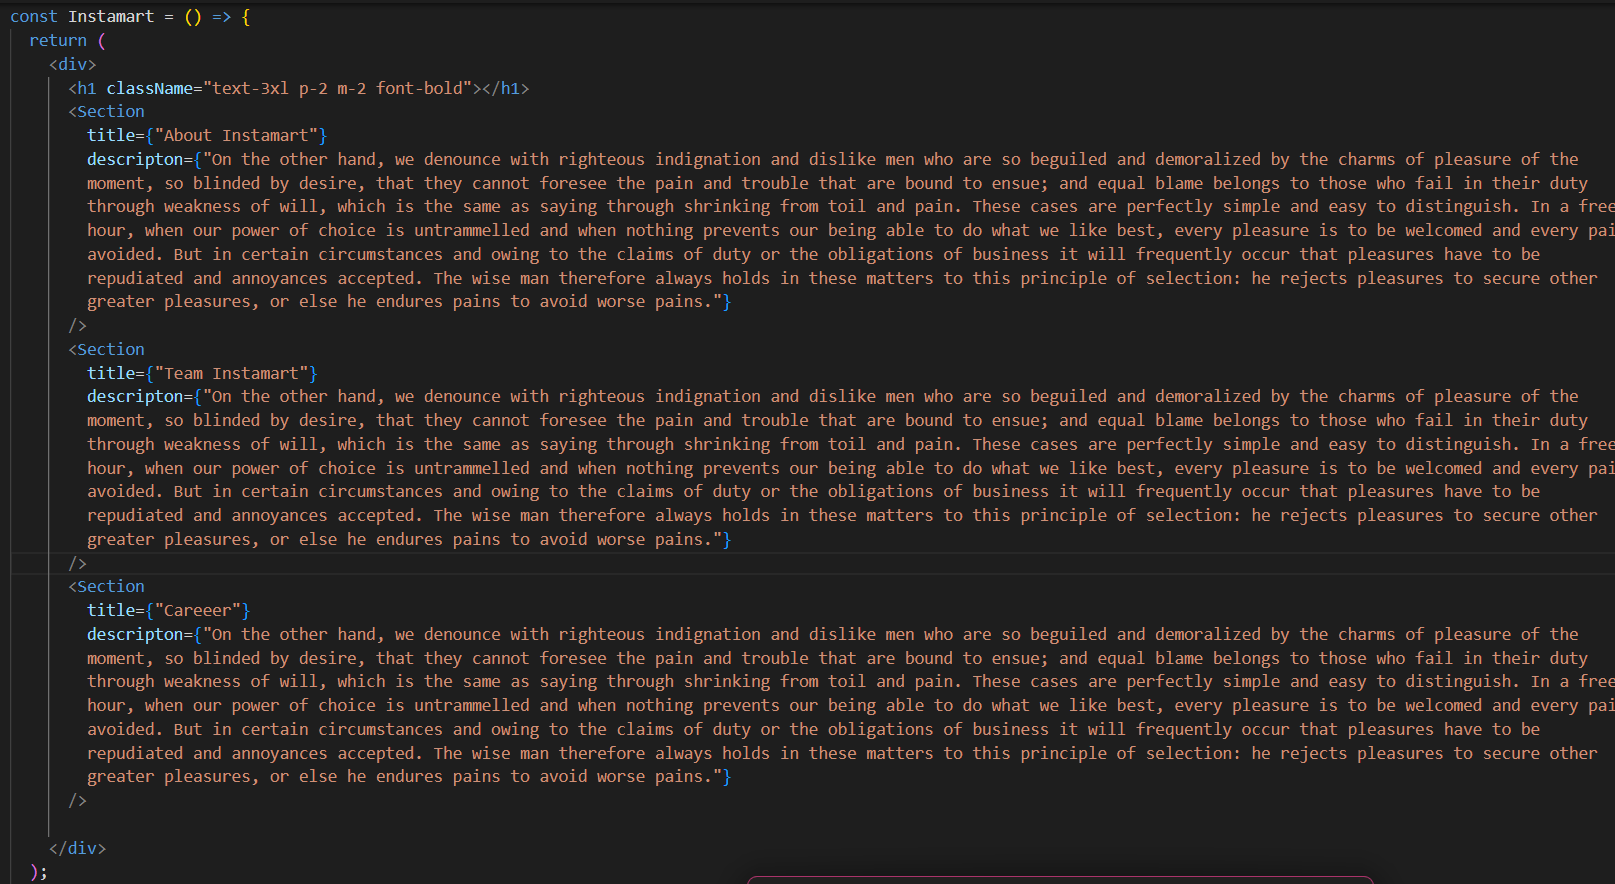 const Instamart = () => {
return (
<div>
<h1 className="text-3xl p-2 m-2 font-bold"></h1>
<Section
title={"About Instamart"}
descripton={"On the other hand, we denounce with righteous indignation and dislike men who are so beguiled and demoralized by the charms of pleasure of the
moment, so blinded by desire, that they cannot foresee the pain and trouble that are bound to ensue; and equal blame belongs to those who fail in their duty
through weakness of will, which is the same as saying through shrinking from toil and pain. These cases are perfectly simple and easy to distinguish. In a free
hour, when our power of choice is untrammelled and when nothing prevents our being able to do what we like best, every pleasure is to be welcomed and every pai
avoided. But in certain circumstances and owing to the claims of duty or the obligations of business it will frequently occur that pleasures have to be
repudiated and annoyances accepted. The wise man therefore always holds in these matters to this principle of selection: he rejects pleasures to secure other
greater pleasures, or else he endures pains to avoid worse pains."}
/>
<Section
title={"Team Instamart"}
descripton={"On the other hand, we denounce with righteous indignation and dislike men who are so beguiled and demoralized by the charms of pleasure of the
moment, so blinded by desire, that they cannot foresee the pain and trouble that are bound to ensue; and equal blame belongs to those who fail in their duty
through weakness of will, which is the same as saying through shrinking from toil and pain. These cases are perfectly simple and easy to distinguish. In a free
hour, when our power of choice is untrammelled and when nothing prevents our being able to do what we like best, every pleasure is to be welcomed and every pai
avoided. But in certain circumstances and owing to the claims of duty or the obligations of business it will frequently occur that pleasures have to be
repudiated and annoyances accepted. The wise man therefore always holds in these matters to this principle of selection: he rejects pleasures to secure other
greater pleasures, or else he endures pains to avoid worse pains."}
/>
<Section
title={"Careeer"}
descripton={"On the other hand, we denounce with righteous indignation and dislike men who are so beguiled and demoralized by the charms of pleasure of the
moment, so blinded by desire, that they cannot foresee the pain and trouble that are bound to ensue; and equal blame belongs to those who fail in their duty
through weakness of will, which is the same as saying through shrinking from toil and pain. These cases are perfectly simple and easy to distinguish. In a free
hour, when our power of choice is untrammelled and when nothing prevents our being able to do what we like best, every pleasure is to be welcomed and every pai
avoided. But in certain circumstances and owing to the claims of duty or the obligations of business it will frequently occur that pleasures have to be
repudiated and annoyances accepted. The wise man therefore always holds in these matters to this principle of selection: he rejects pleasures to secure other
greater pleasures, or else he endures pains to avoid worse pains."}
/>
</div>
);